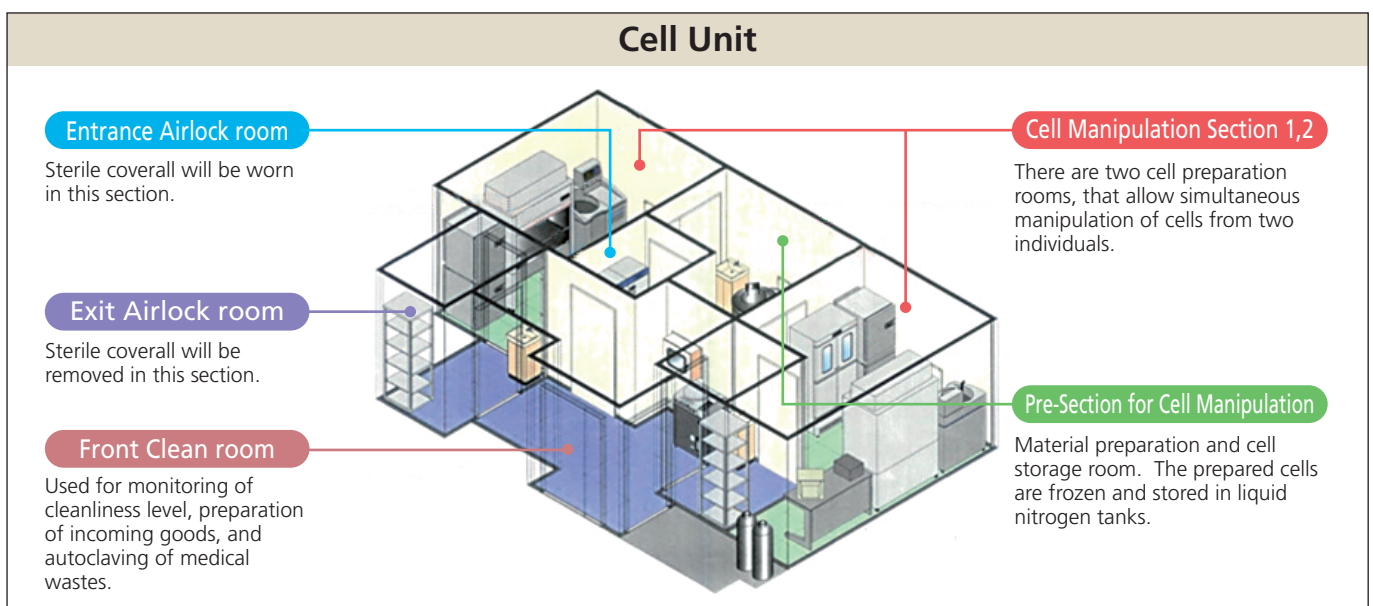 Cell Unit
Entrance Airlock room
Sterile coverall will be worn
in this section.
Exit Airlock room
Sterile coverall will be
removed in this section.
Front Clean room
Used for monitoring of
cleanliness level, preparation
of incoming goods, and
autoclaving of medical
wastes.
Cell Manipulation Section 1,2
There are two cell preparation
rooms, that allow simultaneous
manipulation of cells from two
individuals.
Pre-Section for Cell Manipulation
Material preparation and cell
storage room. The prepared cells
are frozen and stored in liquid
nitrogen tanks.